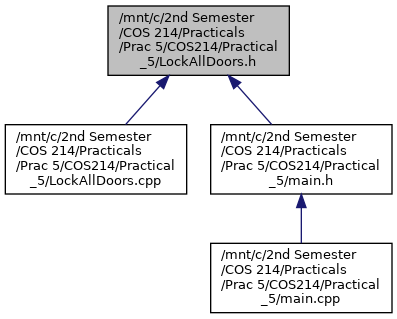 /mnt/c/2nd Semester
/COS 214/Practicals
/Prac 5/COS214/Practical
_5/LockAllDoors.h
/mnt/c/2nd Semester
/COS 214/Practicals
/Prac 5/COS214/Practical
_5/LockAllDoors.cpp
/mnt/c/2nd Semester
/COS 214/Practicals
/Prac 5/COS214/Practical
_5/main.h
/mnt/c/2nd Semester
/COS 214/Practicals
/Prac 5/COS214/Practical
_5/main.cpp